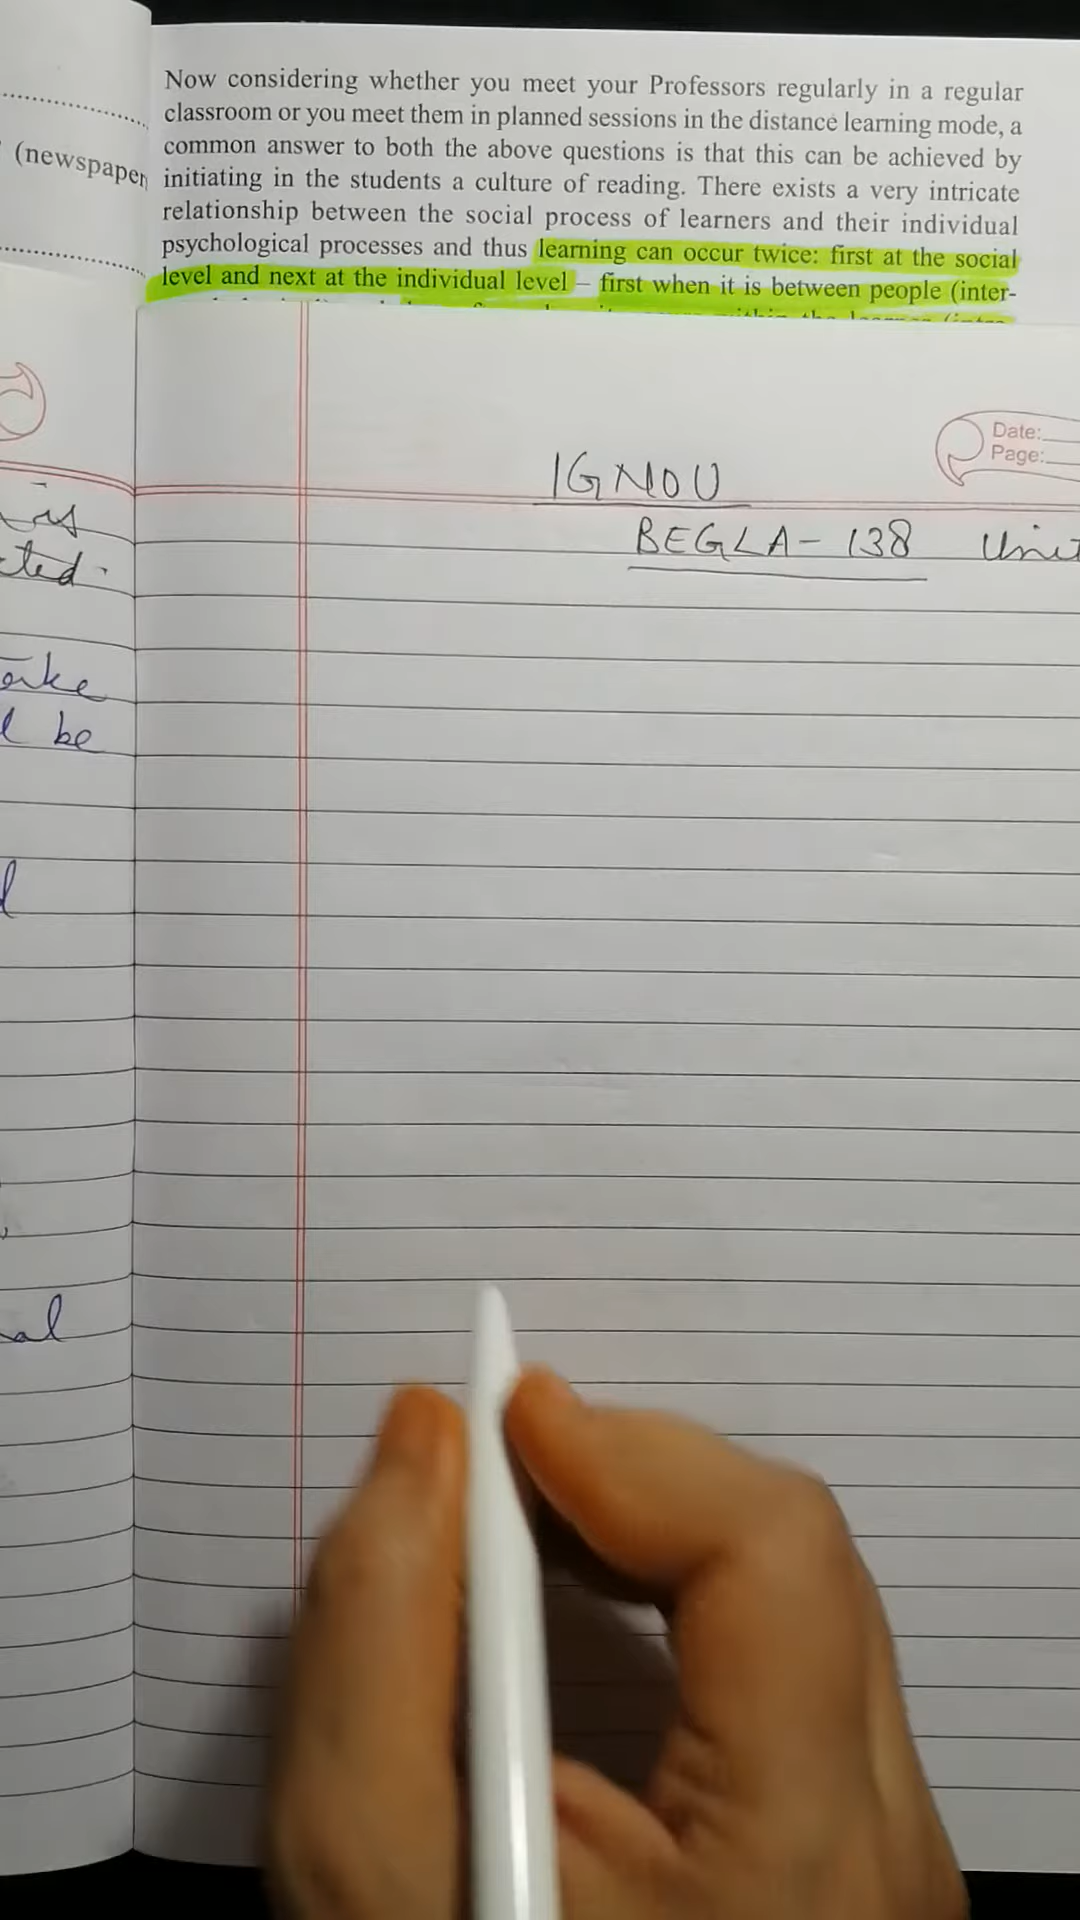 Now considering whether you meet your Professors regularly in a regular
classroom or you meet them in planned sessions in the distance learning mode, a
common answer to both the above questions is that this can be achieved by
initiating in the students a culture of reading. There exists a very intricate
relationship between the social process of learners and their individual
psychological processes and thus learning can occur twice: first at the social
level and next at the individual level – first when it is between people (inter-
(newspaper
Date:
Page:
IGNOU
BEGLA - 138 Unit
be